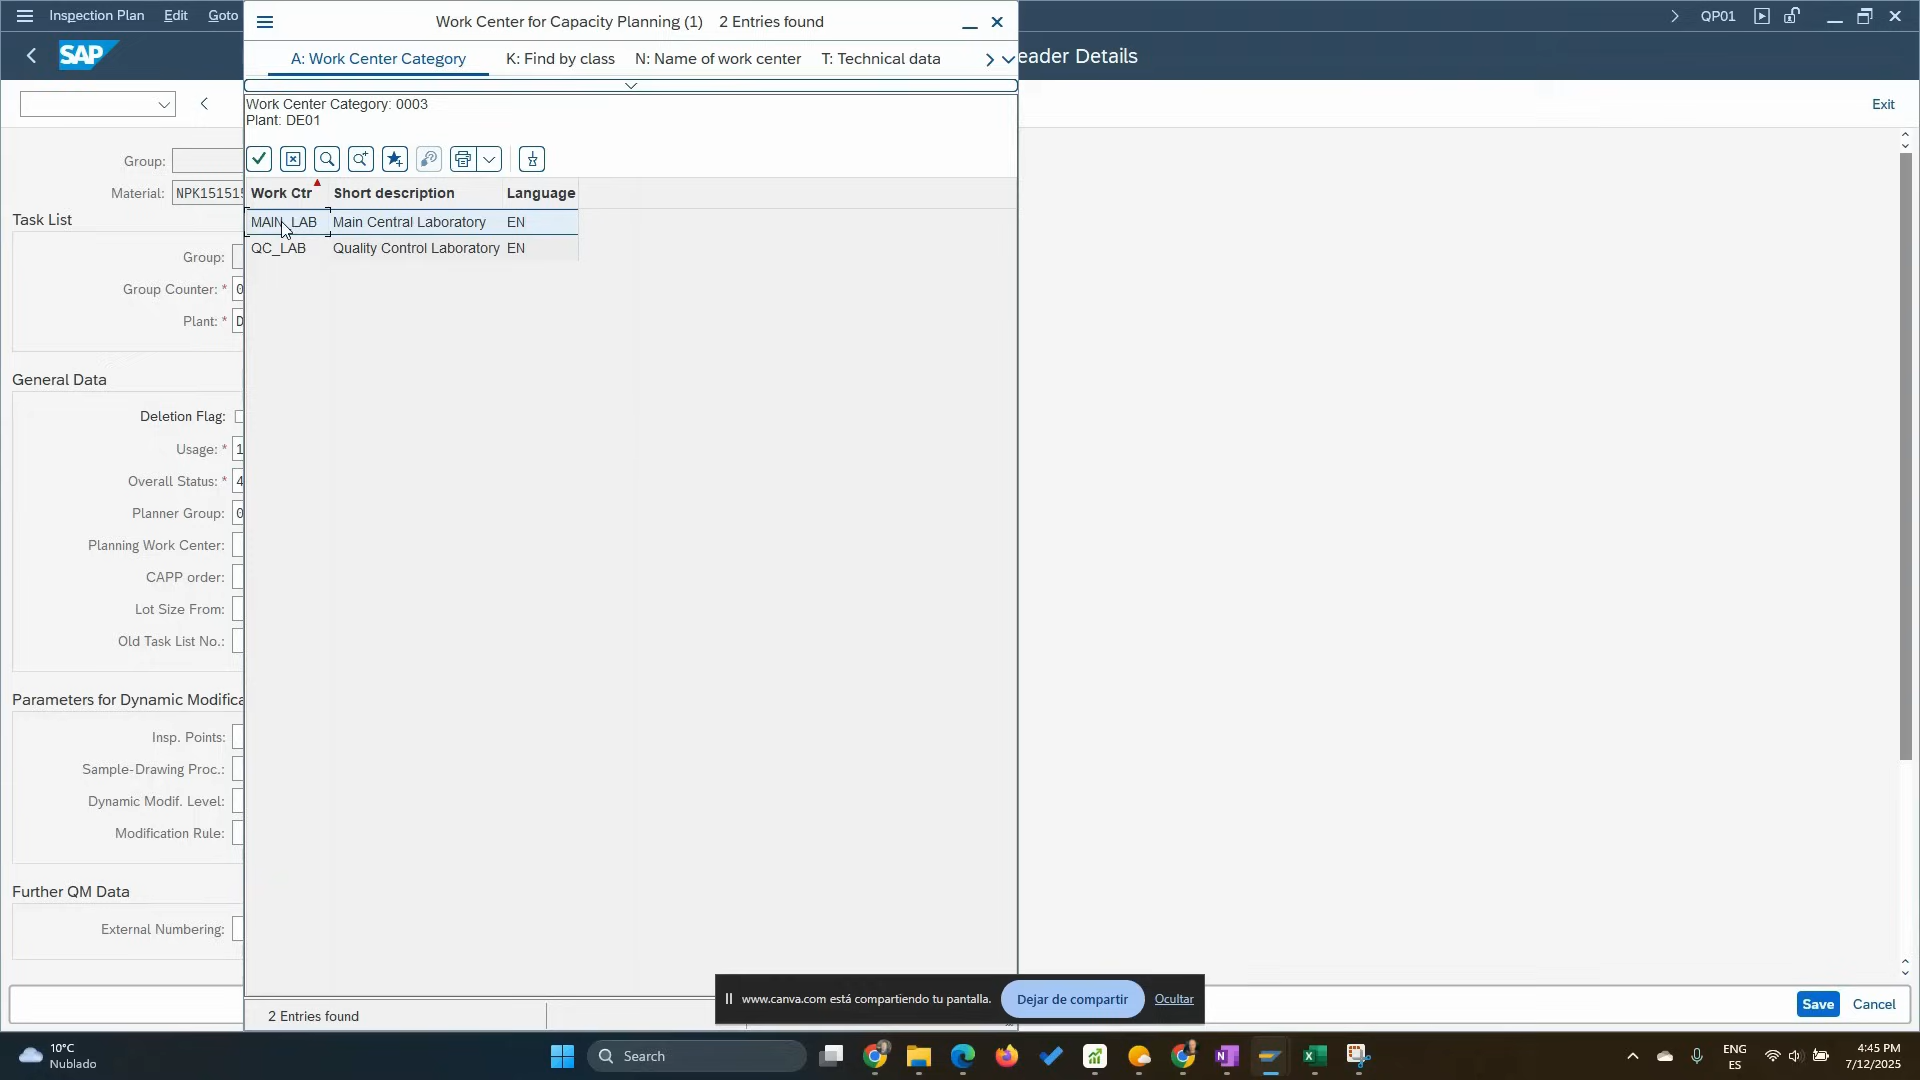 Inspection Plan Edit Goto
Work Center for Capacity Planning (1) 2 Entries found
QP01
SAP
eader Details
A: Work Center Category K: Find by class N: Name of work center T: Technical data
Work Center Category: 0003
Plant: DE01
Exit
Group:
Material: NPK151515
Work Ctr Short description Language
MAIN_LAB Main Central Laboratory EN
QC_LAB Quality Control Laboratory EN
Task List
Group:
Group Counter: * 0
Plant: * D
General Data
Deletion Flag:
Usage: * 1
Overall Status: * 4
Planner Group: 0
Planning Work Center:
CAPP order:
Lot Size From:
Old Task List No.:
Parameters for Dynamic Modifica
Insp. Points:
Sample-Drawing Proc.:
Dynamic Modif. Level:
Modification Rule:
Further QM Data
External Numbering:
www.canva.com está compartiendo tu pantalla. Dejar de compartir Ocultar
2 Entries found
Save Cancel
10°C
Nublado
Search
ENG
ES
4:45 PM
7/12/2025